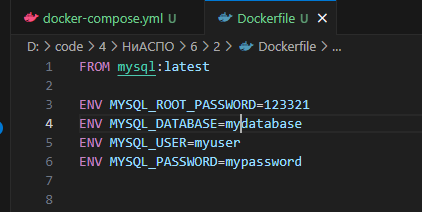 docker-compose.yml U
Dockerfile U
D: > code > 4 > НиАСПО > 6 > 2 > Dockerfile > ...
1 FROM mysql:latest
2
3 ENV MYSQL_ROOT_PASSWORD=123321
4 ENV MYSQL_DATABASE=mydatabase
5 ENV MYSQL_USER=myuser
6 ENV MYSQL_PASSWORD=mypassword
7
8